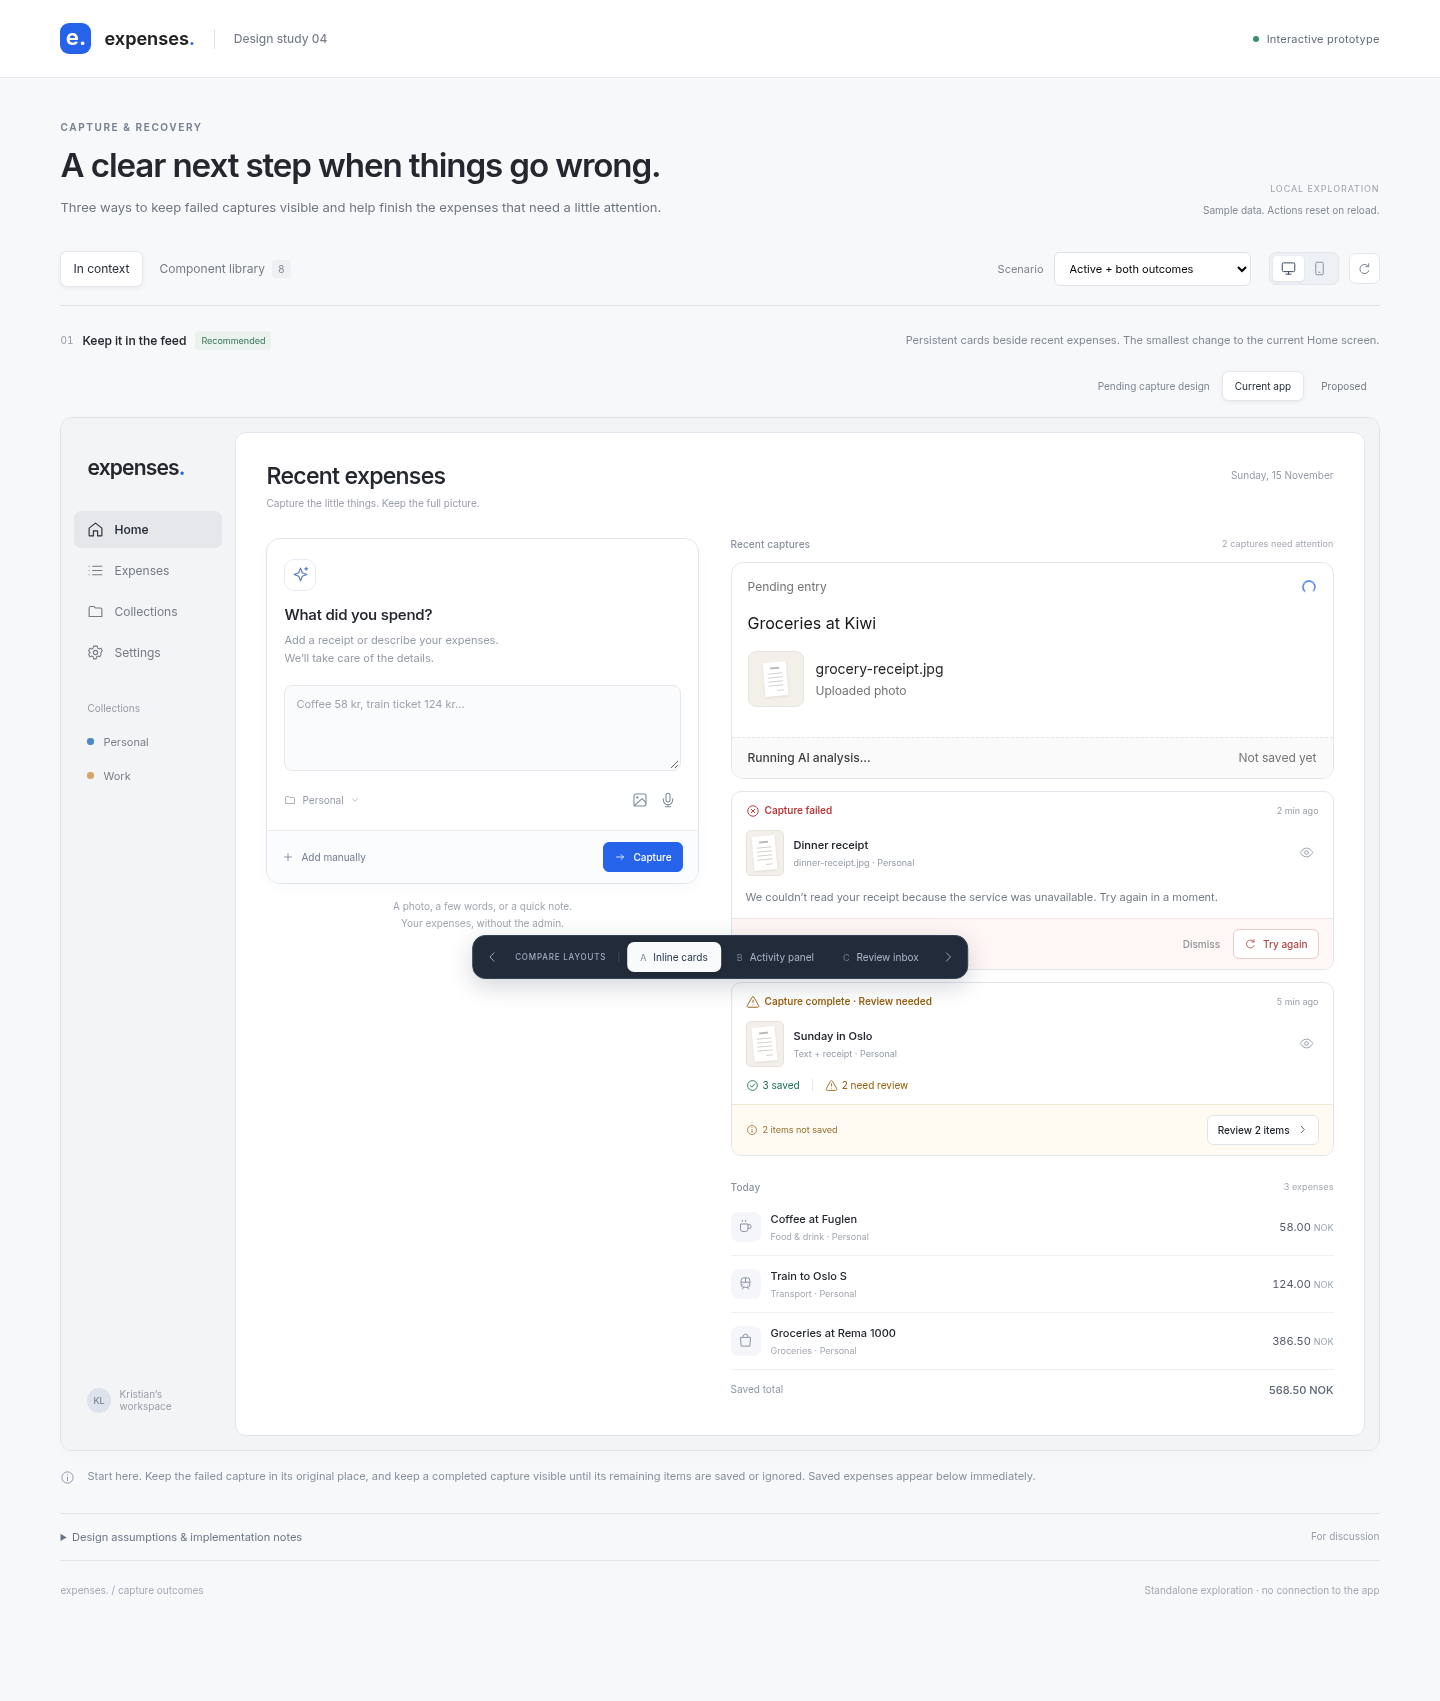 e. expenses. Design study 04
Interactive prototype
CAPTURE & RECOVERY
A clear next step when things go wrong.
Three ways to keep failed captures visible and help finish the expenses that need a little attention.
LOCAL EXPLORATION
Sample data. Actions reset on reload.
In context
Component library 8
Scenario
Active + both outcomes
01 Keep it in the feed Recommended
Persistent cards beside recent expenses. The smallest change to the current Home screen.
Pending capture design
Current app
Proposed
expenses.
Home
Expenses
Collections
Settings
Collections
Personal
Work
KL
Kristian's
workspace
Recent expenses
Capture the little things. Keep the full picture.
Sunday, 15 November
What did you spend?
Add a receipt or describe your expenses.
We'll take care of the details.
Coffee 58 kr, train ticket 124 kr...
Personal
Add manually
Capture
A photo, a few words, or a quick note.
Your expenses, without the admin.
Recent captures
2 captures need attention
Pending entry
Groceries at Kiwi
grocery-receipt.jpg
Uploaded photo
Running AI analysis...
Not saved yet
Capture failed
2 min ago
Dinner receipt
dinner-receipt.jpg · Personal
We couldn't read your receipt because the service was unavailable. Try again in a moment.
Dismiss
Try again
COMPARE LAYOUTS
A Inline cards
B Activity panel
C Review inbox
Capture complete · Review needed
5 min ago
Sunday in Oslo
Text + receipt · Personal
3 saved
2 need review
2 items not saved
Review 2 items
Today
3 expenses
Coffee at Fuglen
Food & drink · Personal
58.00 NOK
Train to Oslo S
Transport · Personal
124.00 NOK
Groceries at Rema 1000
Groceries · Personal
386.50 NOK
Saved total
568.50 NOK
Start here. Keep the failed capture in its original place, and keep a completed capture visible until its remaining items are saved or ignored. Saved expenses appear below immediately.
Design assumptions & implementation notes
For discussion
expenses. / capture outcomes
Standalone exploration · no connection to the app